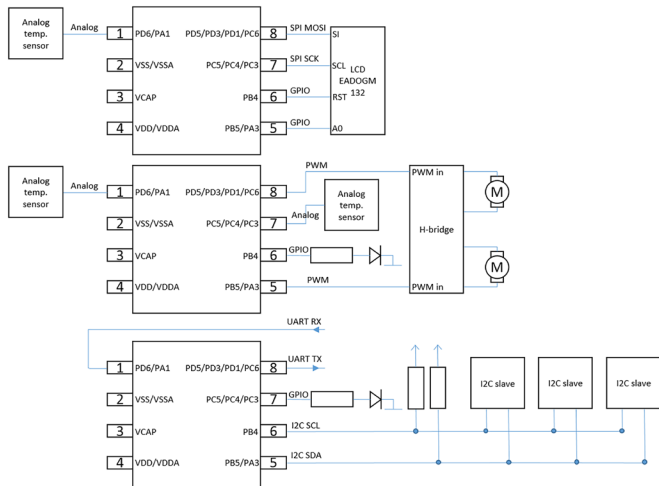 Analog
temp.
sensor
Analog
1 PD6/PA1 PD5/PD3/PD1/PC6 8 SPI MOSI SI
2 VSS/VSSA PC5/PC4/PC3 7 SPI SCK SCL
LCD
EADOGM
132
3 VCAP PB4 6 GPIO RST
4 VDD/VDDA PB5/PA3 5 GPIO A0
Analog
temp.
sensor
Analog
1 PD6/PA1 PD5/PD3/PD1/PC6 8 PWM PWM in
M
2 VSS/VSSA PC5/PC4/PC3 7 Analog
Analog
temp.
sensor
H-bridge
3 VCAP PB4 6 GPIO
M
4 VDD/VDDA PB5/PA3 5 PWM PWM in
UART RX
1 PD6/PA1 PD5/PD3/PD1/PC6 8 UART TX
2 VSS/VSSA PC5/PC4/PC3 7 GPIO
I2C slave I2C slave I2C slave
3 VCAP PB4 6 I2C SCL
4 VDD/VDDA PB5/PA3 5 I2C SDA